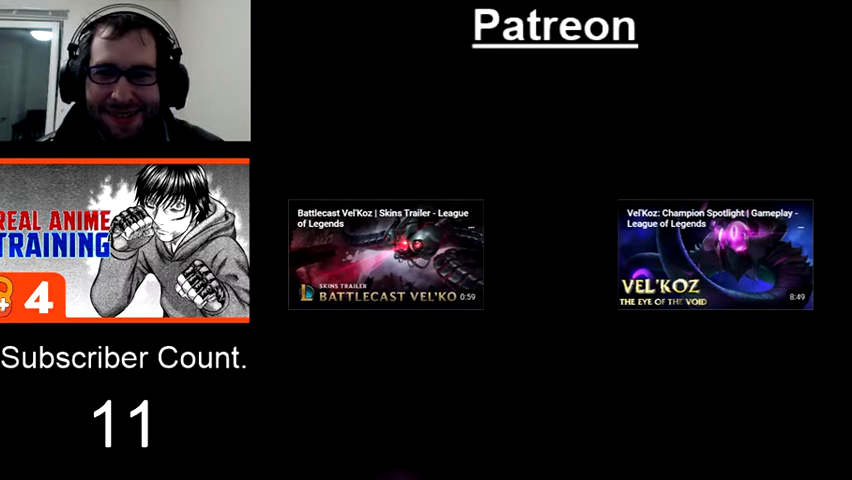 Patreon
REAL ANIME
TRAINING
+ 4
Subscriber Count.
11
Battlecast Vel'Koz | Skins Trailer - League
of Legends
...
SKINS TRAILER
BATTLECAST VEL'KO
0:59
Vel'Koz: Champion Spotlight | Gameplay -
League of Legends
...
VEL'KOZ
THE EYE OF THE VOID
8:49